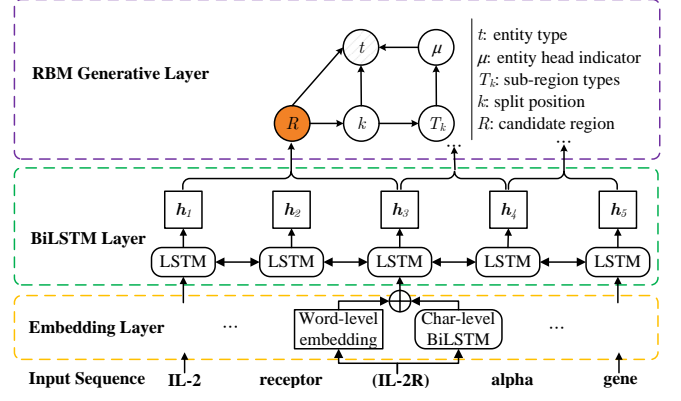 RBM Generative Layer
t
μ
R
k
T_k
...
...
t: entity type
μ: entity head indicator
T_k: sub-region types
k: split position
R: candidate region
BiLSTM Layer
h_1
h_2
h_3
h_4
h_5
LSTM
LSTM
LSTM
LSTM
LSTM
Embedding Layer
...
Word-level
embedding
Char-level
BiLSTM
...
Input Sequence IL-2 receptor (IL-2R) alpha gene